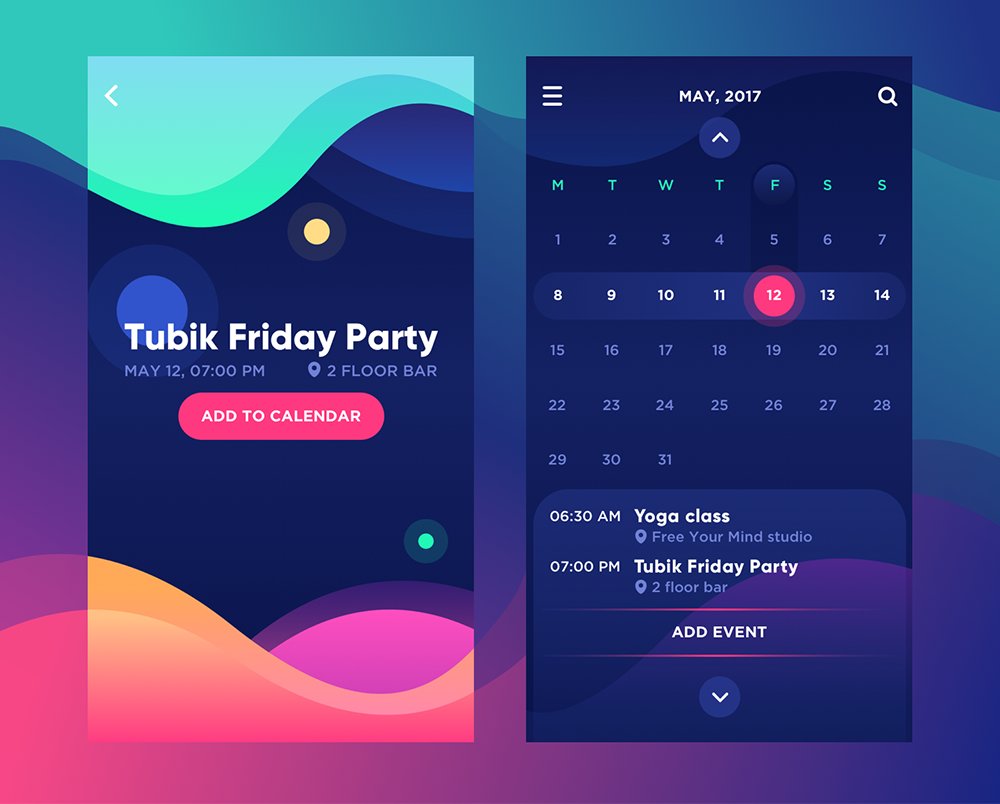 Tubik Friday Party
MAY 12, 07:00 PM 2 FLOOR BAR
ADD TO CALENDAR
MAY, 2017
M T W T F S S
1 2 3 4 5 6 7
8 9 10 11 12 13 14
15 16 17 18 19 20 21
22 23 24 25 26 27 28
29 30 31
06:30 AM Yoga class
Free Your Mind studio
07:00 PM Tubik Friday Party
2 floor bar
ADD EVENT